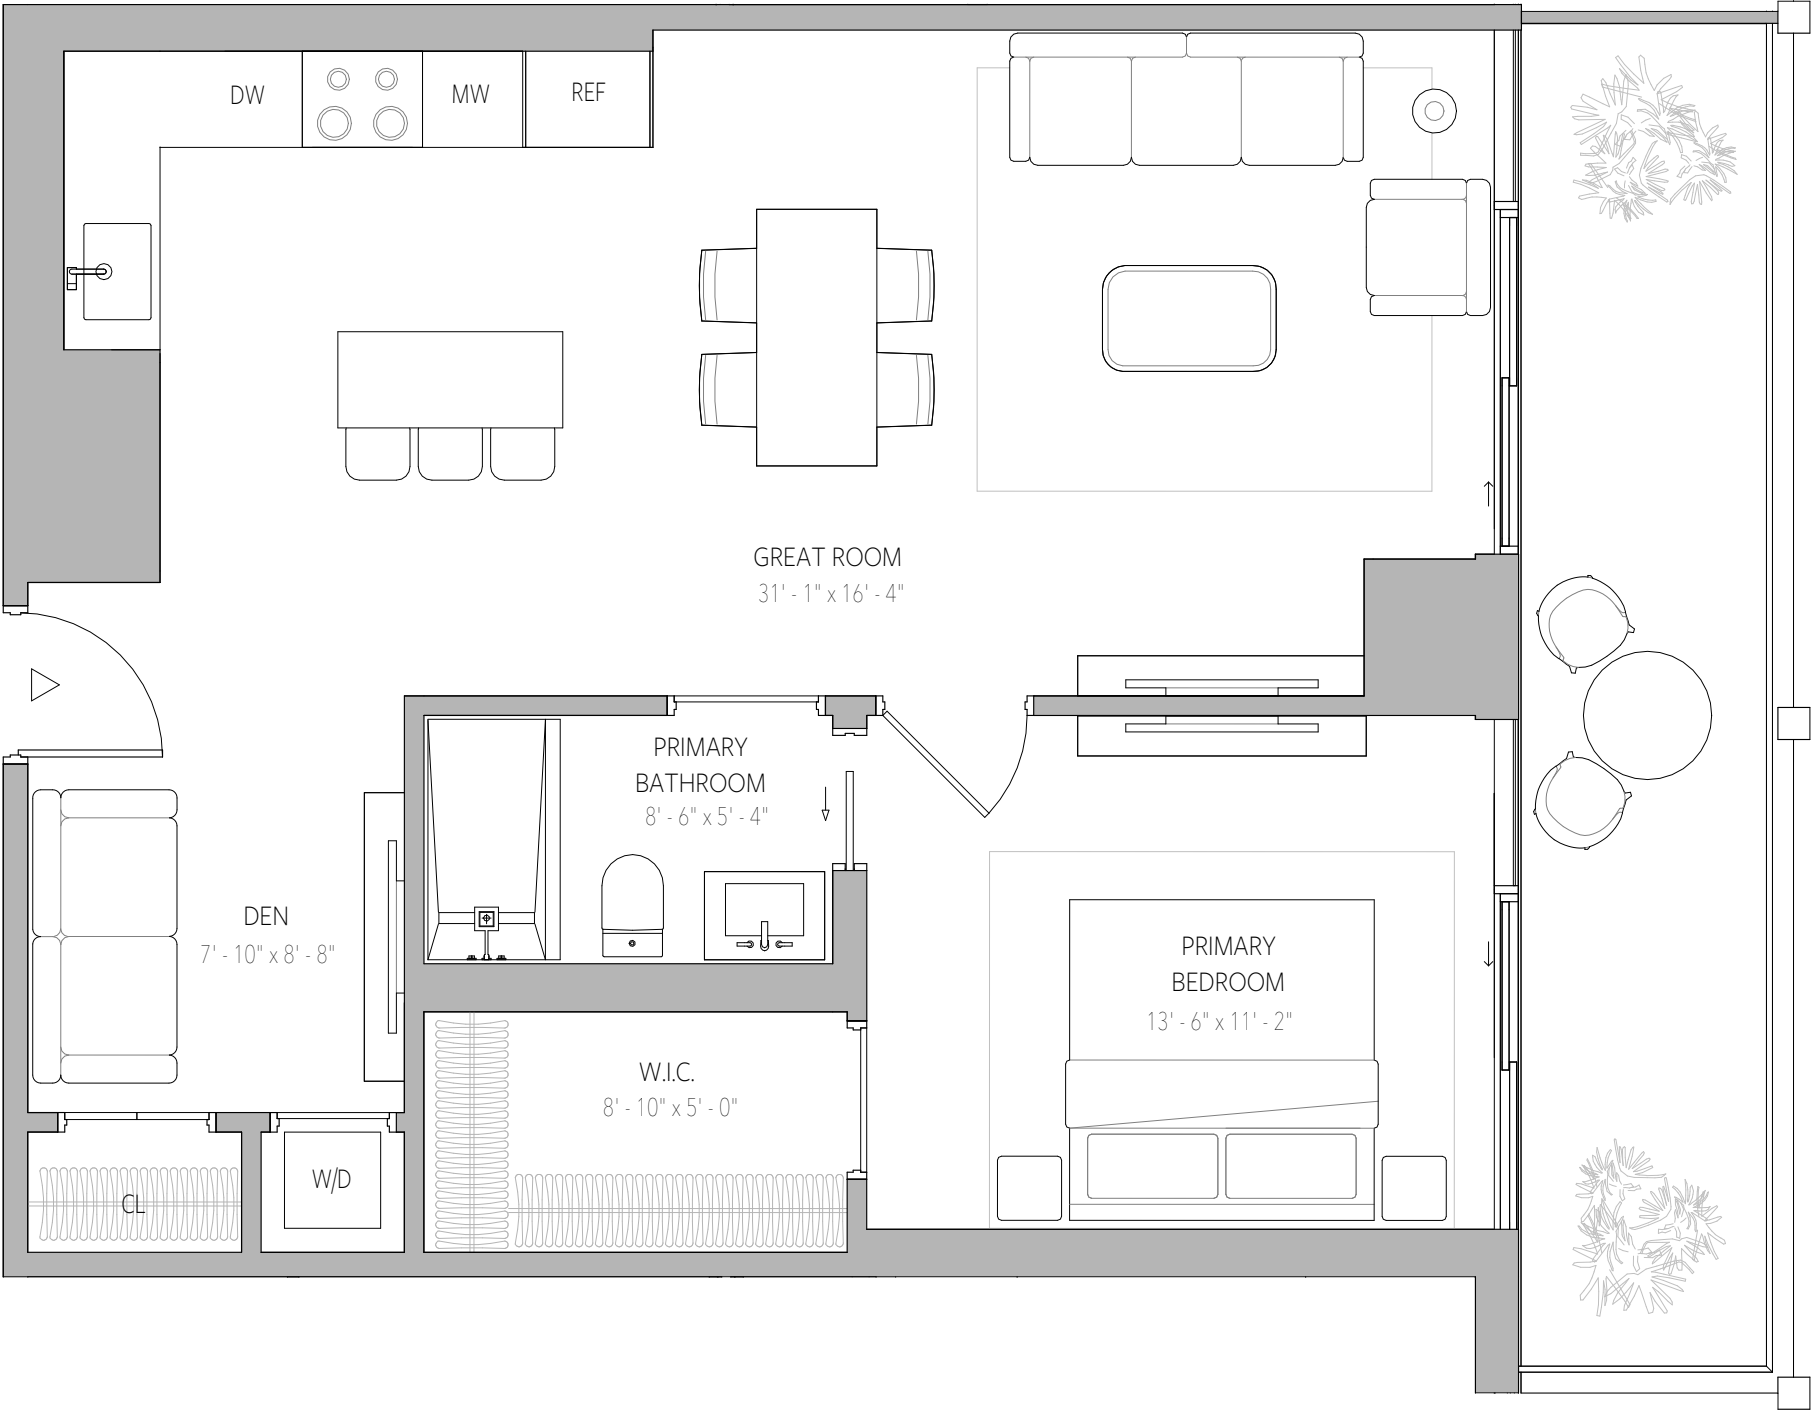 DW
MW
REF
GREAT ROOM
31' - 1" x 16' - 4"
PRIMARY
BATHROOM
8' - 6" x 5' - 4"
DEN
7' - 10" x 8' - 8"
PRIMARY
BEDROOM
13' - 6" x 11' - 2"
W.I.C.
8' - 10" x 5' - 0"
CL
W/D